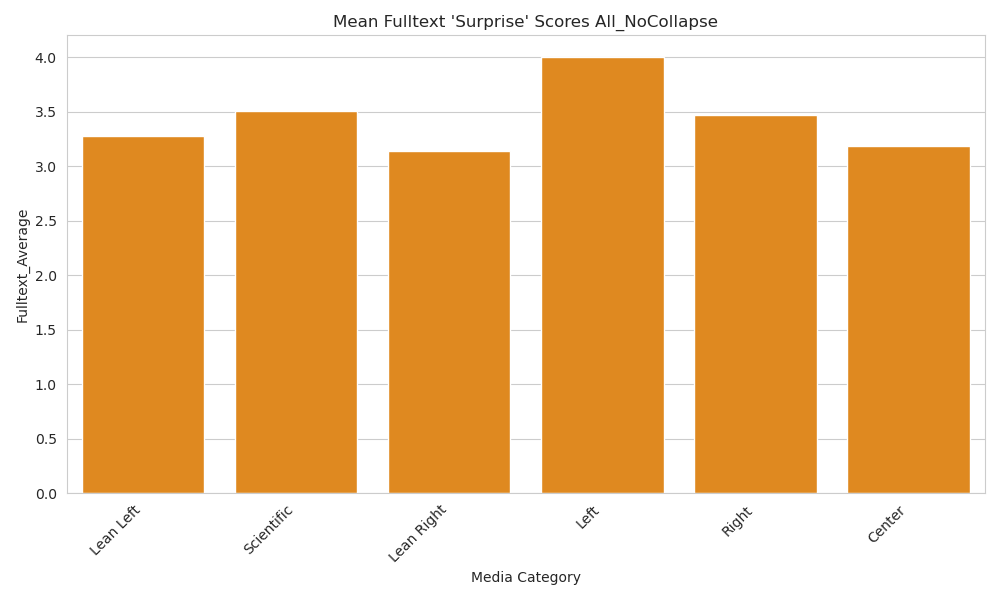 Mean Fulltext 'Surprise' Scores All_NoCollapse
Fulltext_Average
4.0
3.5
3.0
2.5
2.0
1.5
1.0
0.5
0.0
Lean Left
Scientific
Lean Right
Left
Right
Center
Media Category